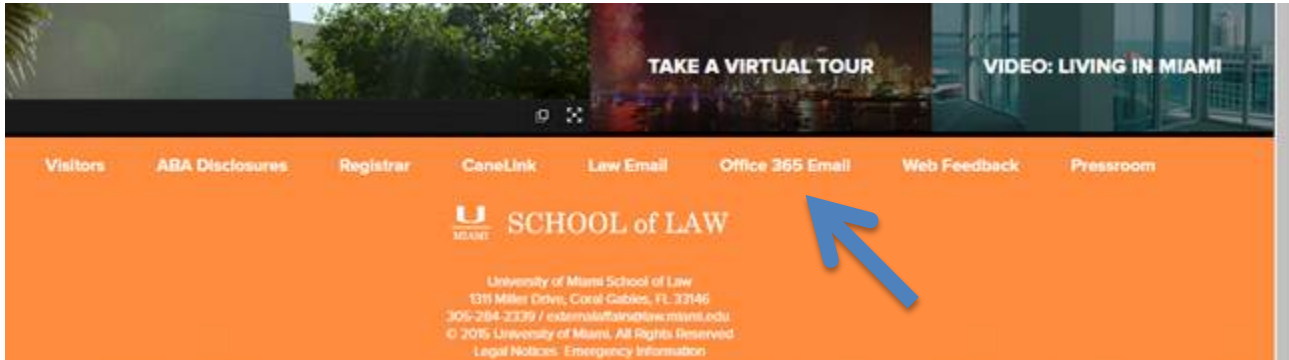 TAKE A VIRTUAL TOUR VIDEO: LIVING IN MIAMI
Visitors ABA Disclosures Registrar CaneLink Law Email Office 365 Email Web Feedback Pressroom
U
MIAMI
SCHOOL of LAW
University of Miami School of Law
1311 Miller Drive, Coral Gables, FL 33146
305-284-2339 / externalaffairs@law.miami.edu
© 2015 University of Miami. All Rights Reserved
Legal Notices Emergency Information